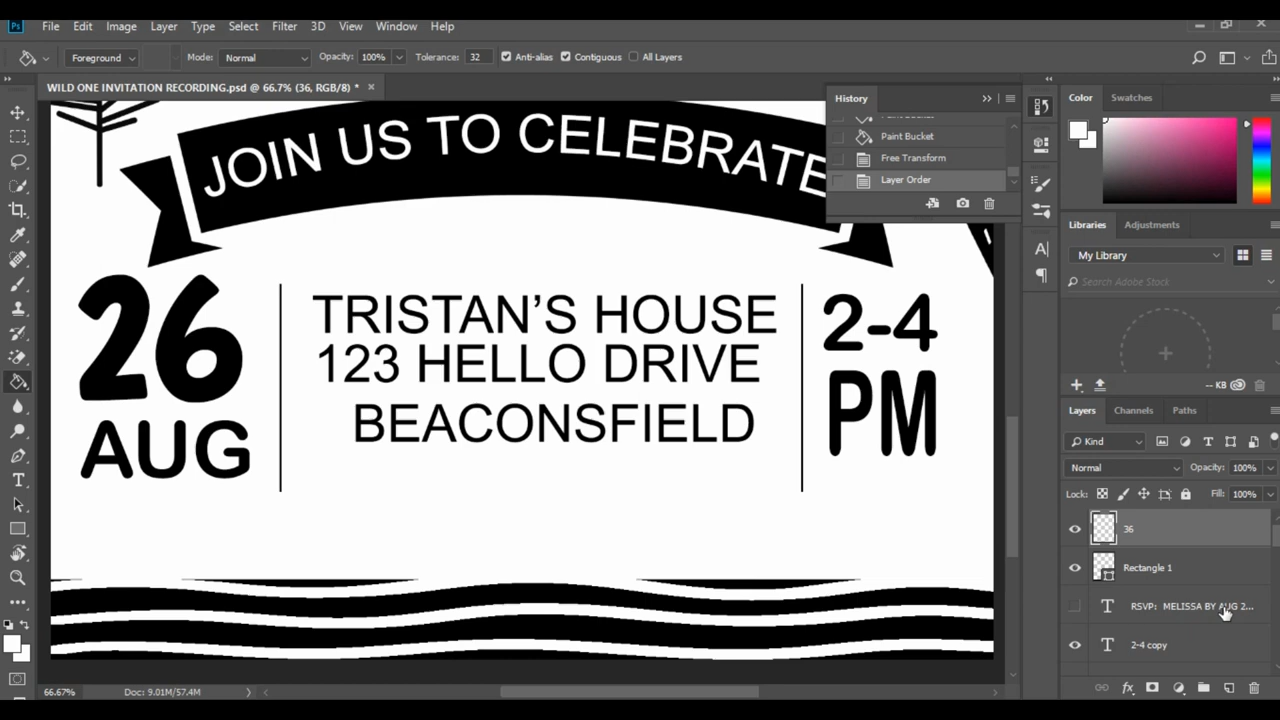 Ps File Edit Image Layer Type Select Filter 3D View Window Help
Foreground Mode: Normal Opacity: 100% Tolerance: 32 Anti-alias Contiguous All Layers
WILD ONE INVITATION RECORDING.psd @ 66.7% (36, RGB/8) *
History
Paint Bucket
Free Transform
Layer Order
JOIN US TO CELEBRATE
26
AUG
TRISTAN’S HOUSE
123 HELLO DRIVE
BEACONSFIELD
2-4
PM
Color Swatches
Libraries Adjustments
My Library
Search Adobe Stock
-- KB
Layers Channels Paths
Kind
Normal Opacity: 100%
Lock: Fill: 100%
36
Rectangle 1
RSVP: MELISSA BY AUG 2...
2-4 copy
66.67% Doc: 9.01M/57.4M